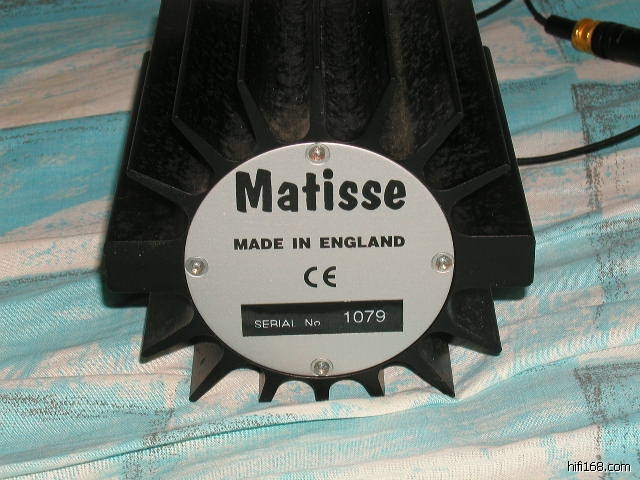 Matisse
MADE IN ENGLAND
CE
SERIAL No 1079
hifi168.com